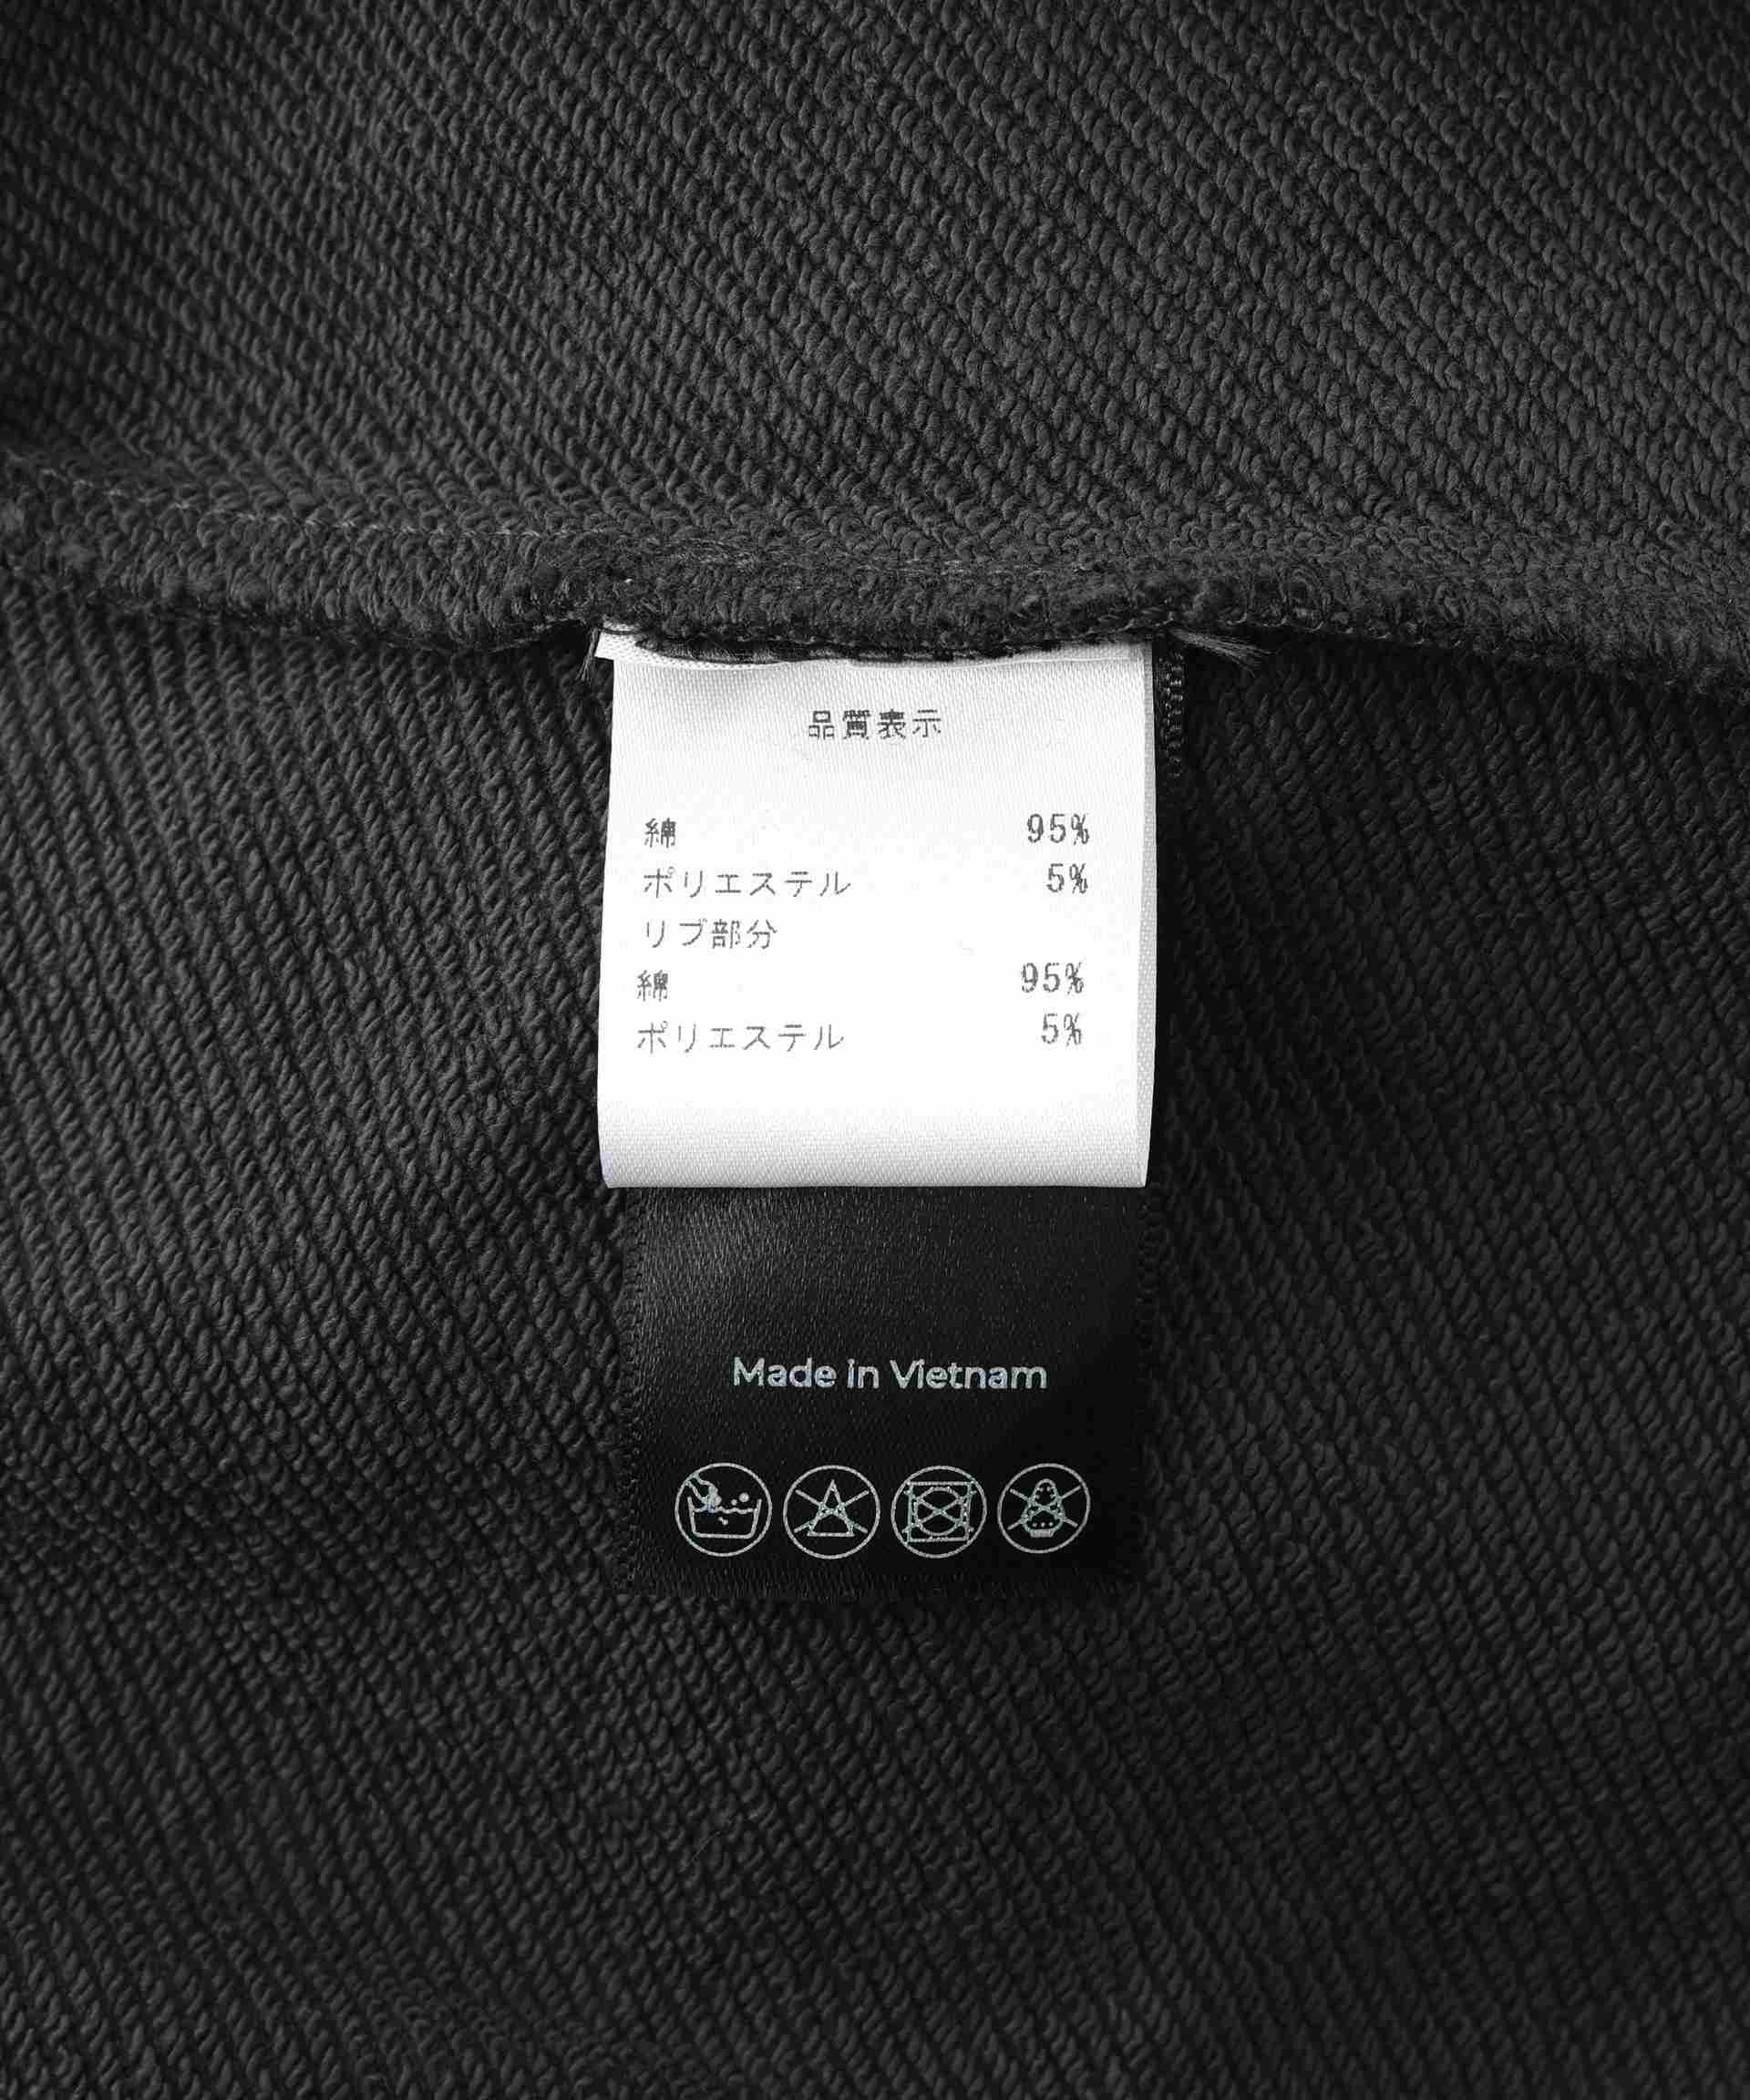 品質表示
綿 95%
ポリエステル 5%
リブ部分
綿 95%
ポリエステル 5%
Made in Vietnam